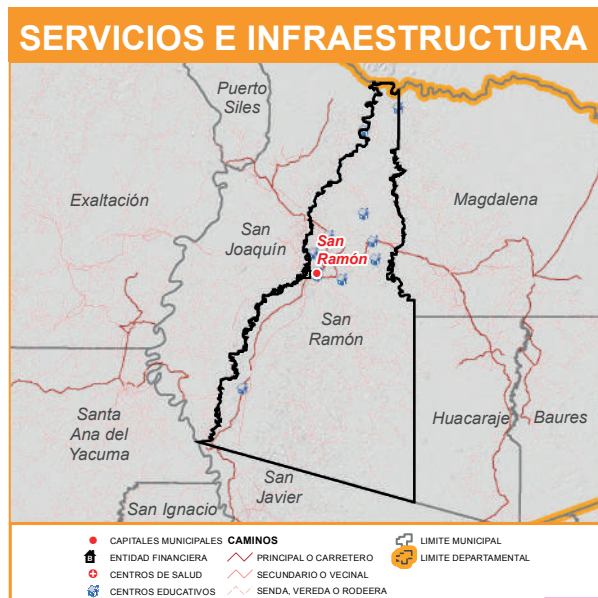 SERVICIOS E INFRAESTRUCTURA
Puerto
Siles
Exaltación
Magdalena
San
Joaquín
San
Ramón
San
Ramón
Santa
Ana del
Yacuma
Huacaraje
Baures
San
Javier
San Ignacio
CAPITALES MUNICIPALES
ENTIDAD FINANCIERA
CENTROS DE SALUD
CENTROS EDUCATIVOS
CAMINOS
PRINCIPAL O CARRETERO
SECUNDARIO O VECINAL
SENDA, VEREDA O RODEERA
LIMITE MUNICIPAL
LIMITE DEPARTAMENTAL